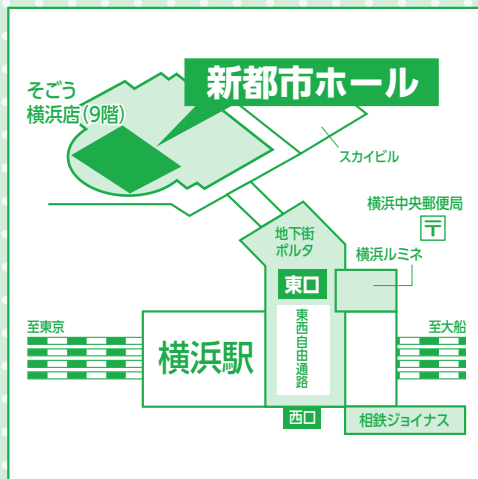 新都市ホール
そごう
横浜店(9階)
スカイビル
横浜中央郵便局
〒
地下街
ポルタ
横浜ルミネ
東口
東西自由通路
至東京
至大船
横浜駅
西口
相鉄ジョイナス